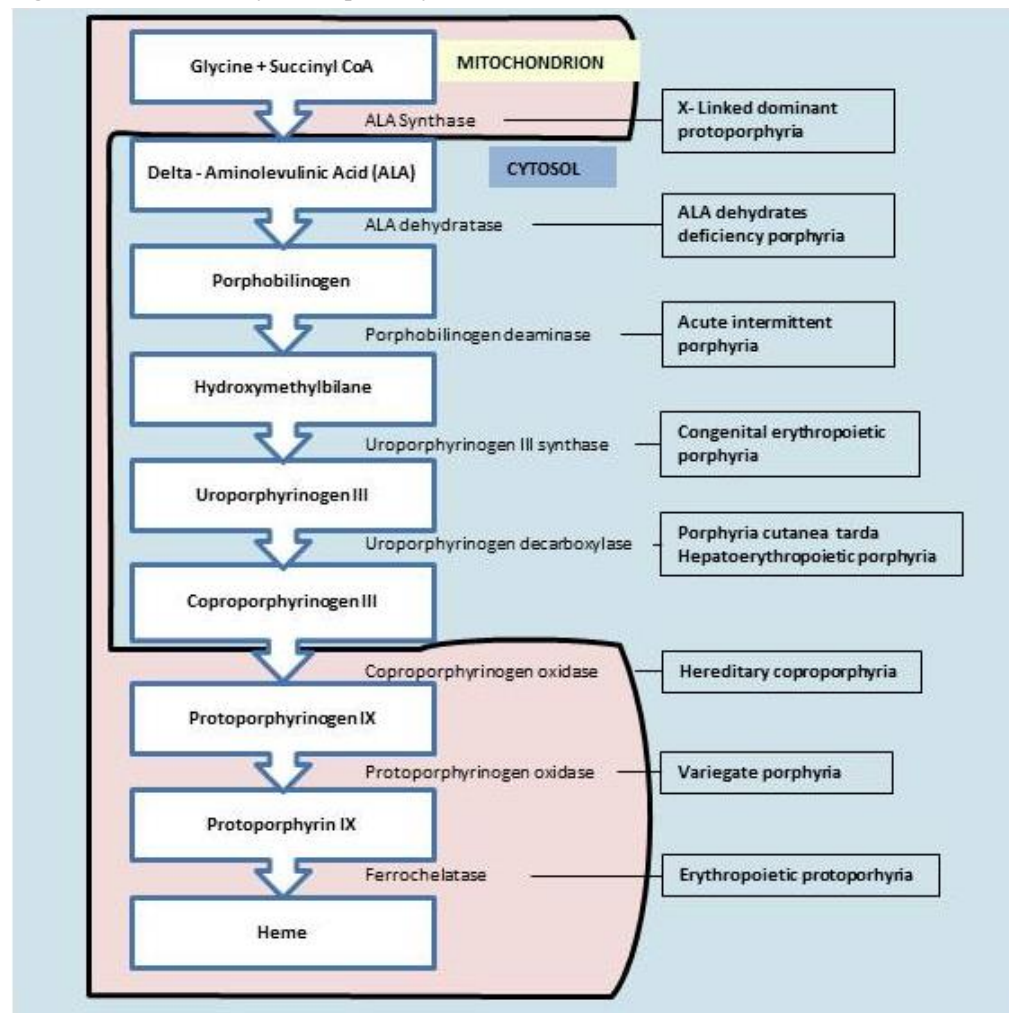 Glycine + Succinyl CoA
MITOCHONDRION
ALA Synthase
X- Linked dominant
protoporphyria
Delta - Aminolevulinic Acid (ALA)
CYTOSOL
ALA dehydratase
ALA dehydrates
deficiency porphyria
Porphobilinogen
Porphobilinogen deaminase
Acute intermittent
porphyria
Hydroxymethylbilane
Uroporphyrinogen III synthase
Congenital erythropoietic
porphyria
Uroporphyrinogen III
Uroporphyrinogen decarboxylase
Porphyria cutanea tarda
Hepatoerythropoietic porphyria
Coproporphyrinogen III
Coproporphyrinogen oxidase
Hereditary coproporphyria
Protoporphyrinogen IX
Protoporphyrinogen oxidase
Variegate porphyria
Protoporphyrin IX
Ferrochelatase
Erythropoietic protoporhyria
Heme